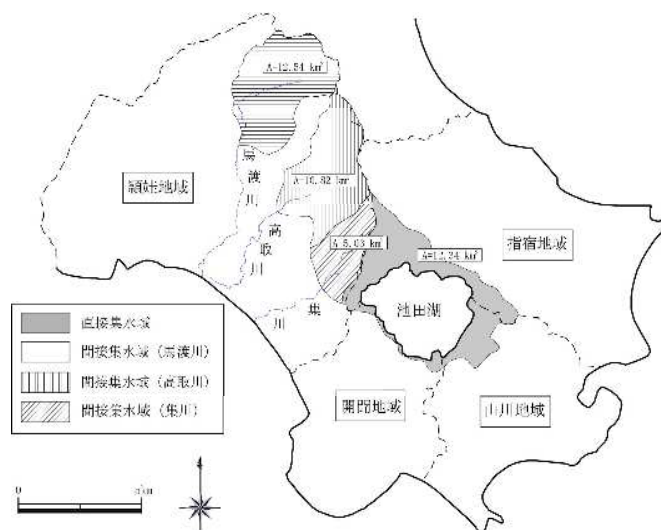 A=12.54 km²
馬渡川
A=10.82 km²
頴娃地域
高取川
A=5.03 km²
A=12.34 km²
指宿地域
集川
池田湖
直接集水域
間接集水域（馬渡川）
間接集水域（高取川）
間接集水域（集川）
開聞地域
山川地域
0
5km